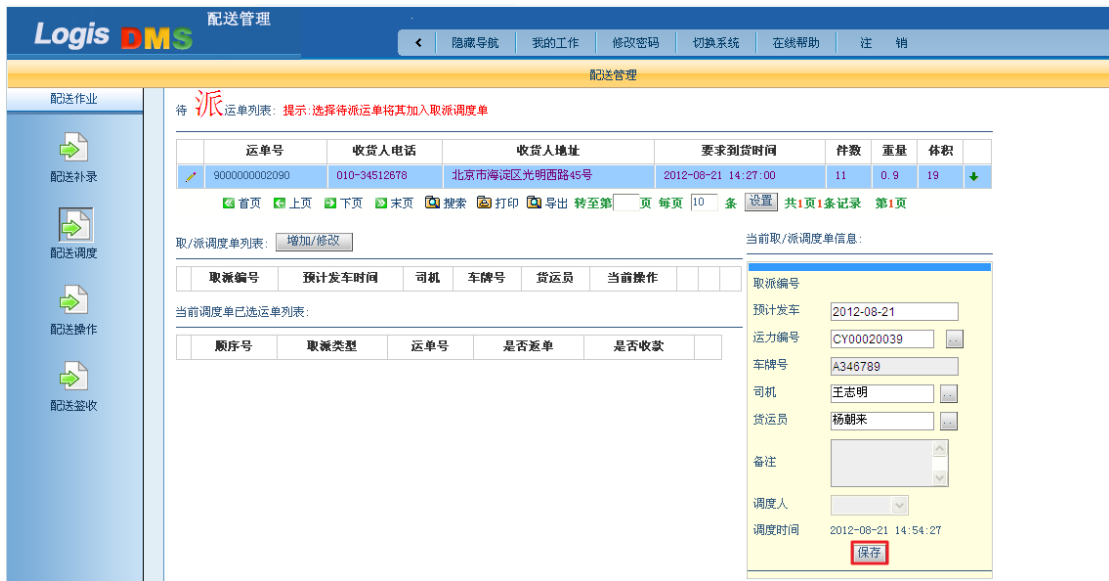 Logis DMS 配送管理
隐藏导航 我的工作 修改密码 切换系统 在线帮助 注 销
配送管理
配送作业
配送补录
配送调度
配送操作
配送签收
待 派 运单列表: 提示:选择待派运单将其加入取派调度单
运单号 收货人电话 收货人地址 要求到货时间 件数 重量 体积
9000000002090 010-34512678 北京市海淀区光明西路45号 2012-08-21 14:27:00 11 0.9 19
首页 上页 下页 末页 搜索 打印 导出 转至第 页 每页 10 条 设置 共1页1条记录 第1页
取/派调度单列表: 增加/修改
取派编号 预计发车时间 司机 车牌号 货运员 当前操作
当前调度单已选运单列表:
顺序号 取派类型 运单号 是否返单 是否收款
当前取/派调度单信息:
取派编号
预计发车 2012-08-21
运力编号 CY00020039 ..
车牌号 A346789
司机 王志明 ..
货运员 杨朝来 ..
备注
调度人
调度时间 2012-08-21 14:54:27
保存